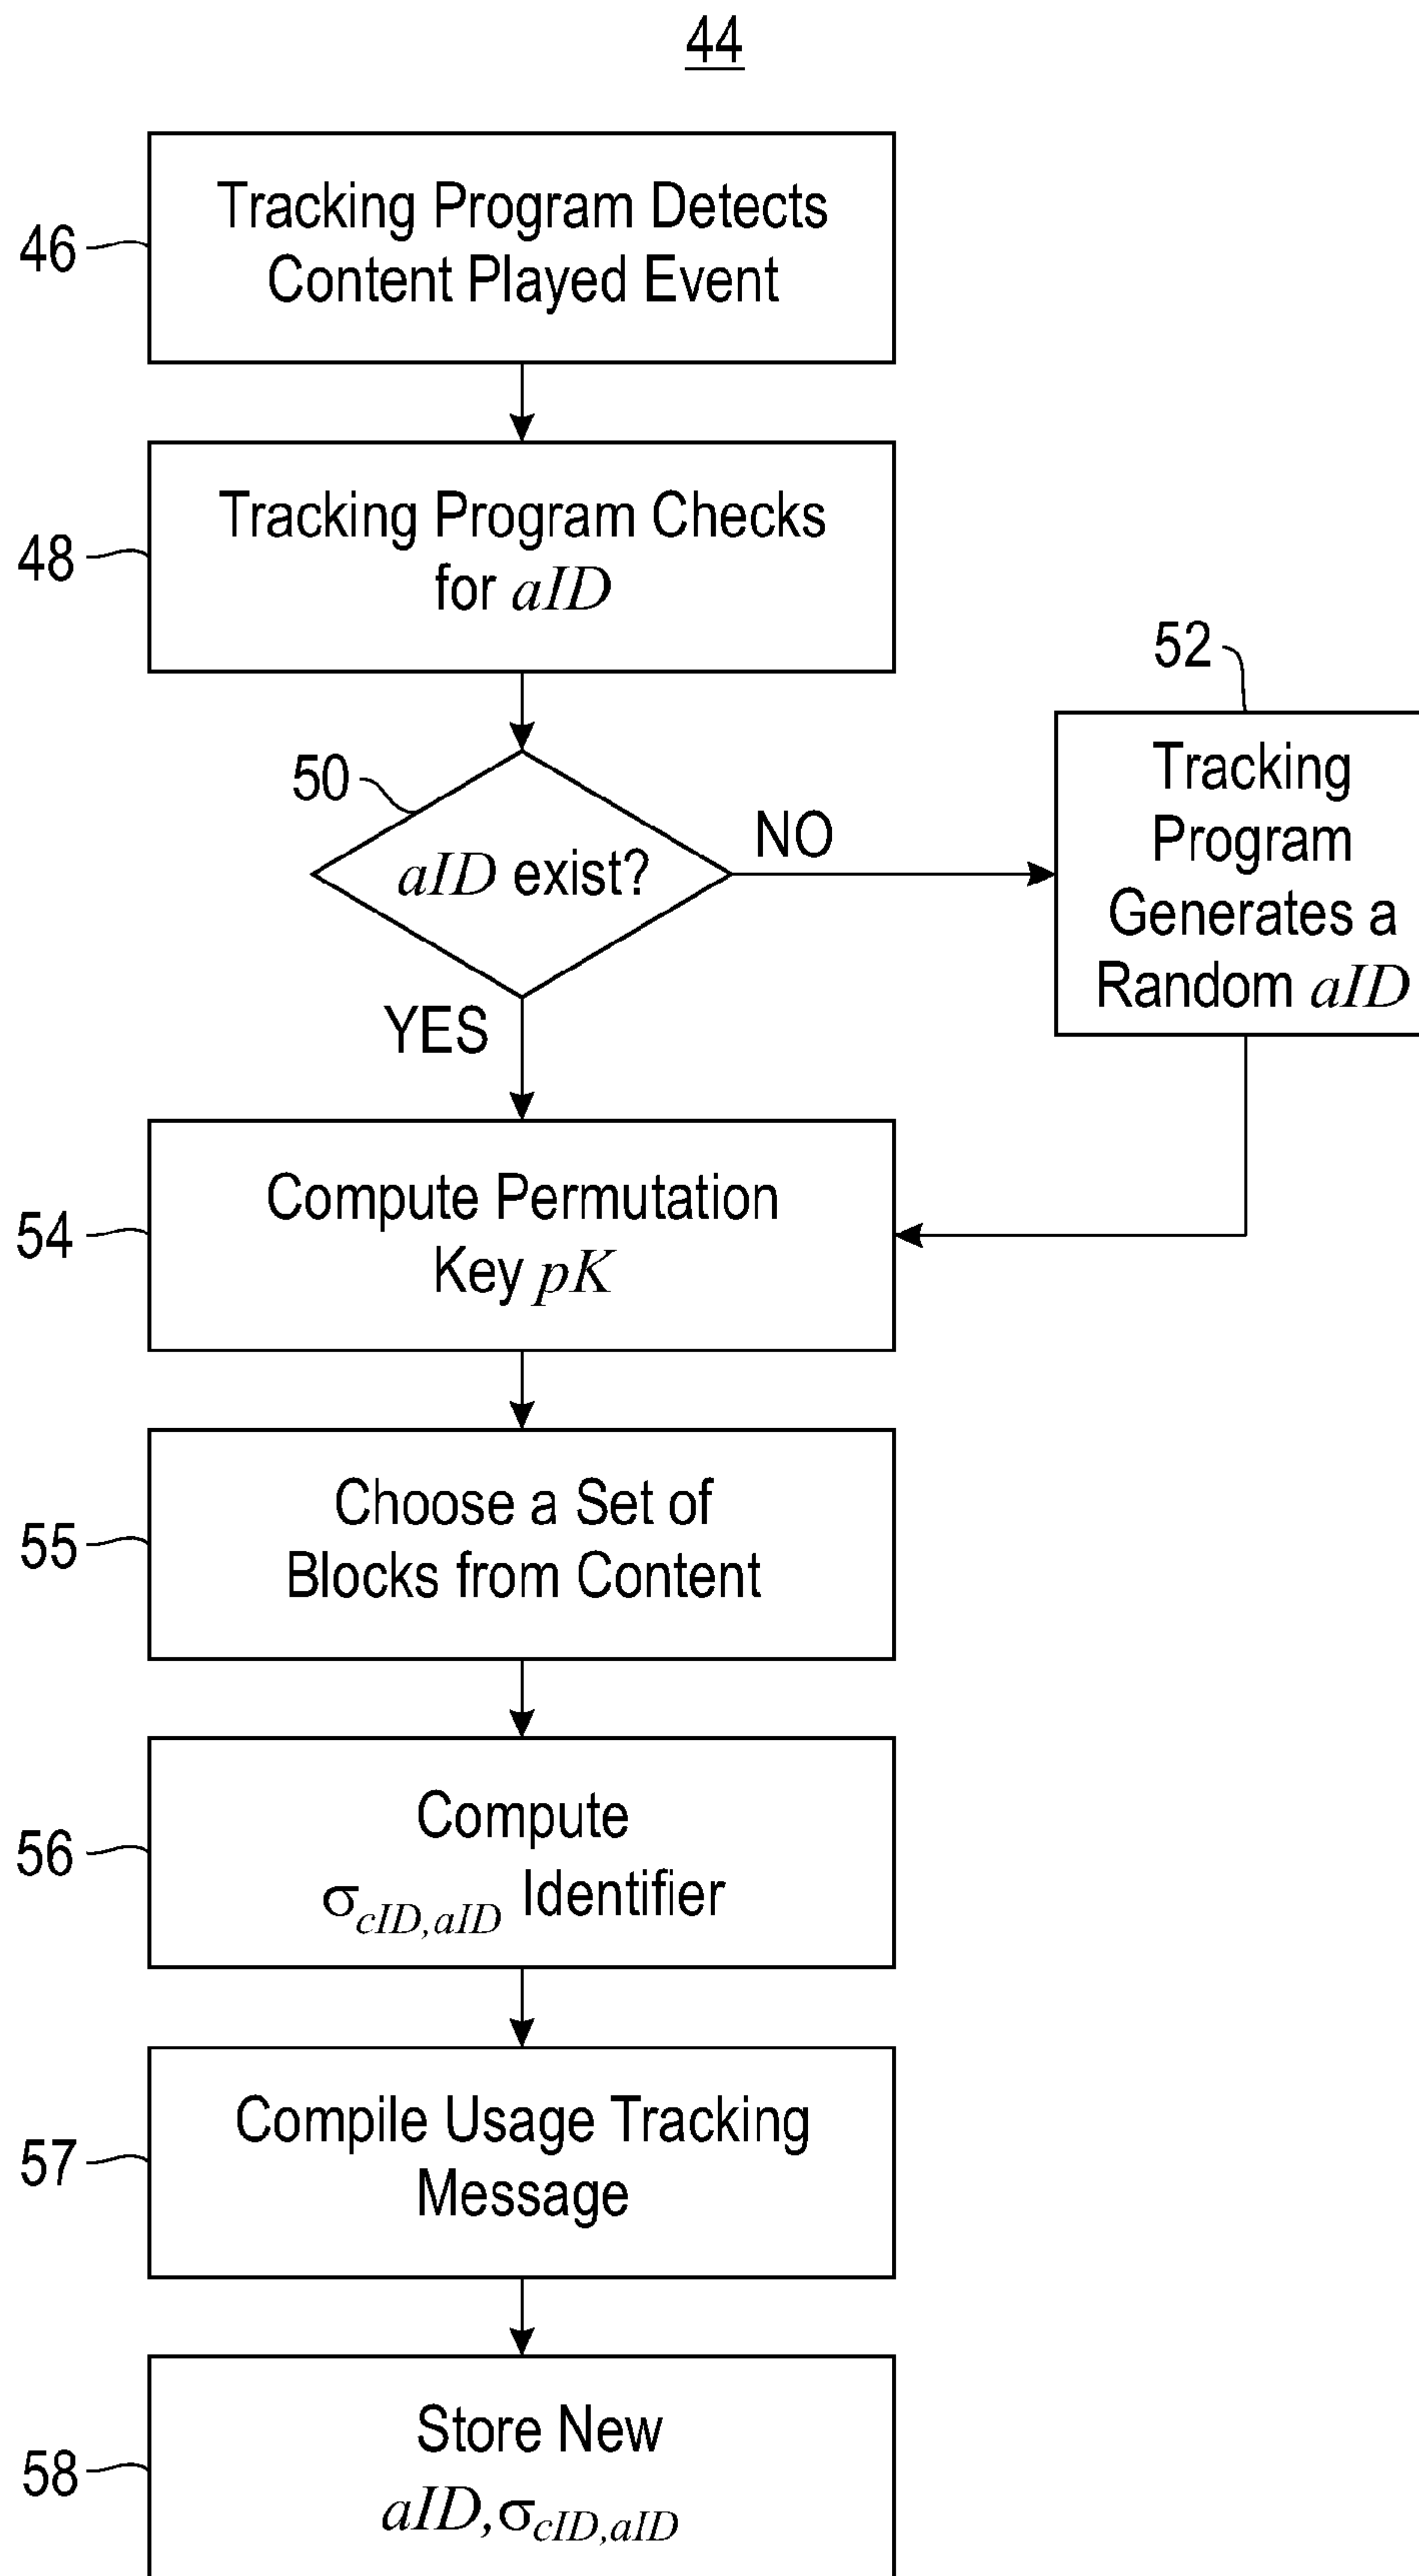 44
46
Tracking Program Detects
Content Played Event
48
Tracking Program Checks
for aID
50
aID exist?
NO
52
Tracking
Program
Generates a
Random aID
YES
54
Compute Permutation
Key pK
55
Choose a Set of
Blocks from Content
56
Compute
σcID,aID Identifier
57
Compile Usage Tracking
Message
58
Store New
aID,σcID,aID